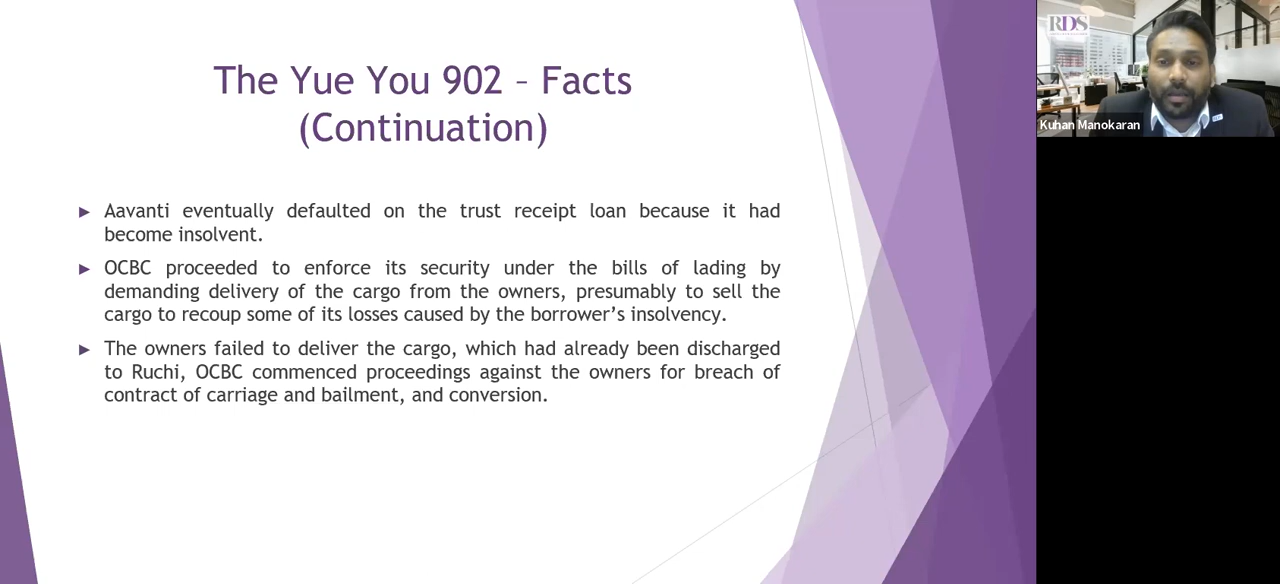 The Yue You 902 – Facts
(Continuation)
Aavanti eventually defaulted on the trust receipt loan because it had
become insolvent.
OCBC proceeded to enforce its security under the bills of lading by
demanding delivery of the cargo from the owners, presumably to sell the
cargo to recoup some of its losses caused by the borrower’s insolvency.
The owners failed to deliver the cargo, which had already been discharged
to Ruchi, OCBC commenced proceedings against the owners for breach of
contract of carriage and bailment, and conversion.
RDS
Kuhan Manokaran